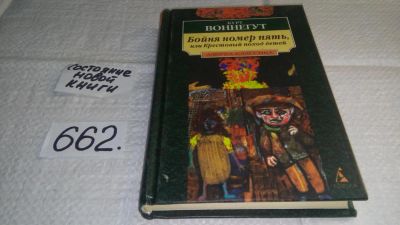 состояние
новой
книги
662.
КУРТ
ВОННЕГУТ
Бойня номер пять,
или Крестовый поход детей